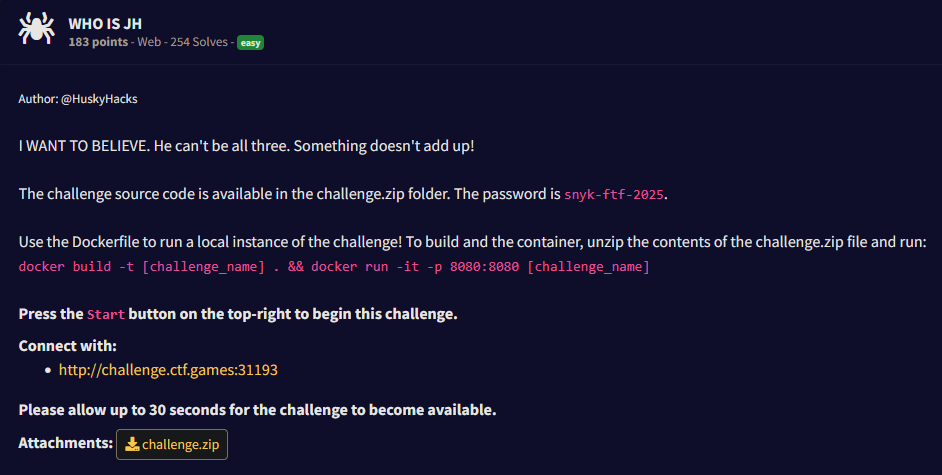 WHO IS JH
183 points - Web - 254 Solves - easy
Author: @HuskyHacks
I WANT TO BELIEVE. He can't be all three. Something doesn't add up!
The challenge source code is available in the challenge.zip folder. The password is snyk-ftf-2025.
Use the Dockerfile to run a local instance of the challenge! To build and the container, unzip the contents of the challenge.zip file and run:
docker build -t [challenge_name] . && docker run -it -p 8080:8080 [challenge_name]
Press the Start button on the top-right to begin this challenge.
Connect with:
• http://challenge.ctf.games:31193
Please allow up to 30 seconds for the challenge to become available.
Attachments: challenge.zip